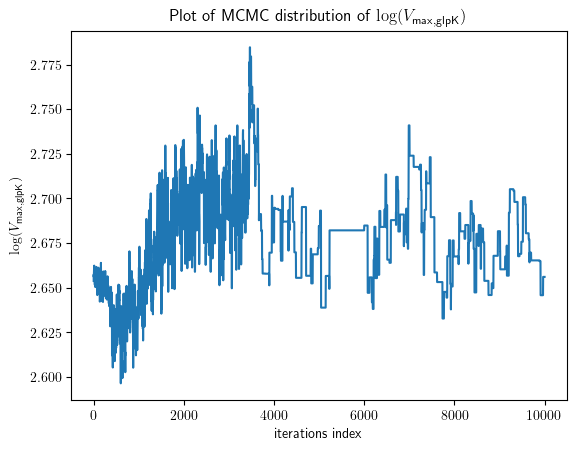 Plot of MCMC distribution of log(V_max,glpK)
log(V_max,glpK)
2.775
2.750
2.725
2.700
2.675
2.650
2.625
2.600
0 2000 4000 6000 8000 10000
iterations index